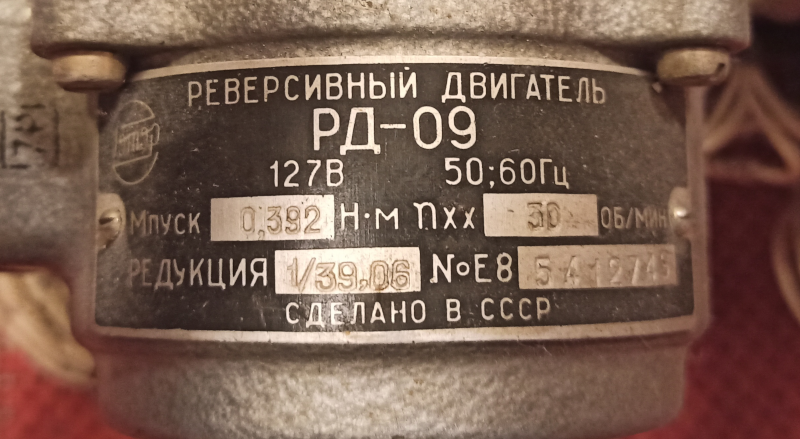 РЕВЕРСИВНЫЙ ДВИГАТЕЛЬ
РД-09
127В 50;60Гц
Мпуск 0,392 Н·м nхх 30 ОБ/МИН
РЕДУКЦИЯ 1/39,06 №Е8 5412745
СДЕЛАНО В СССР